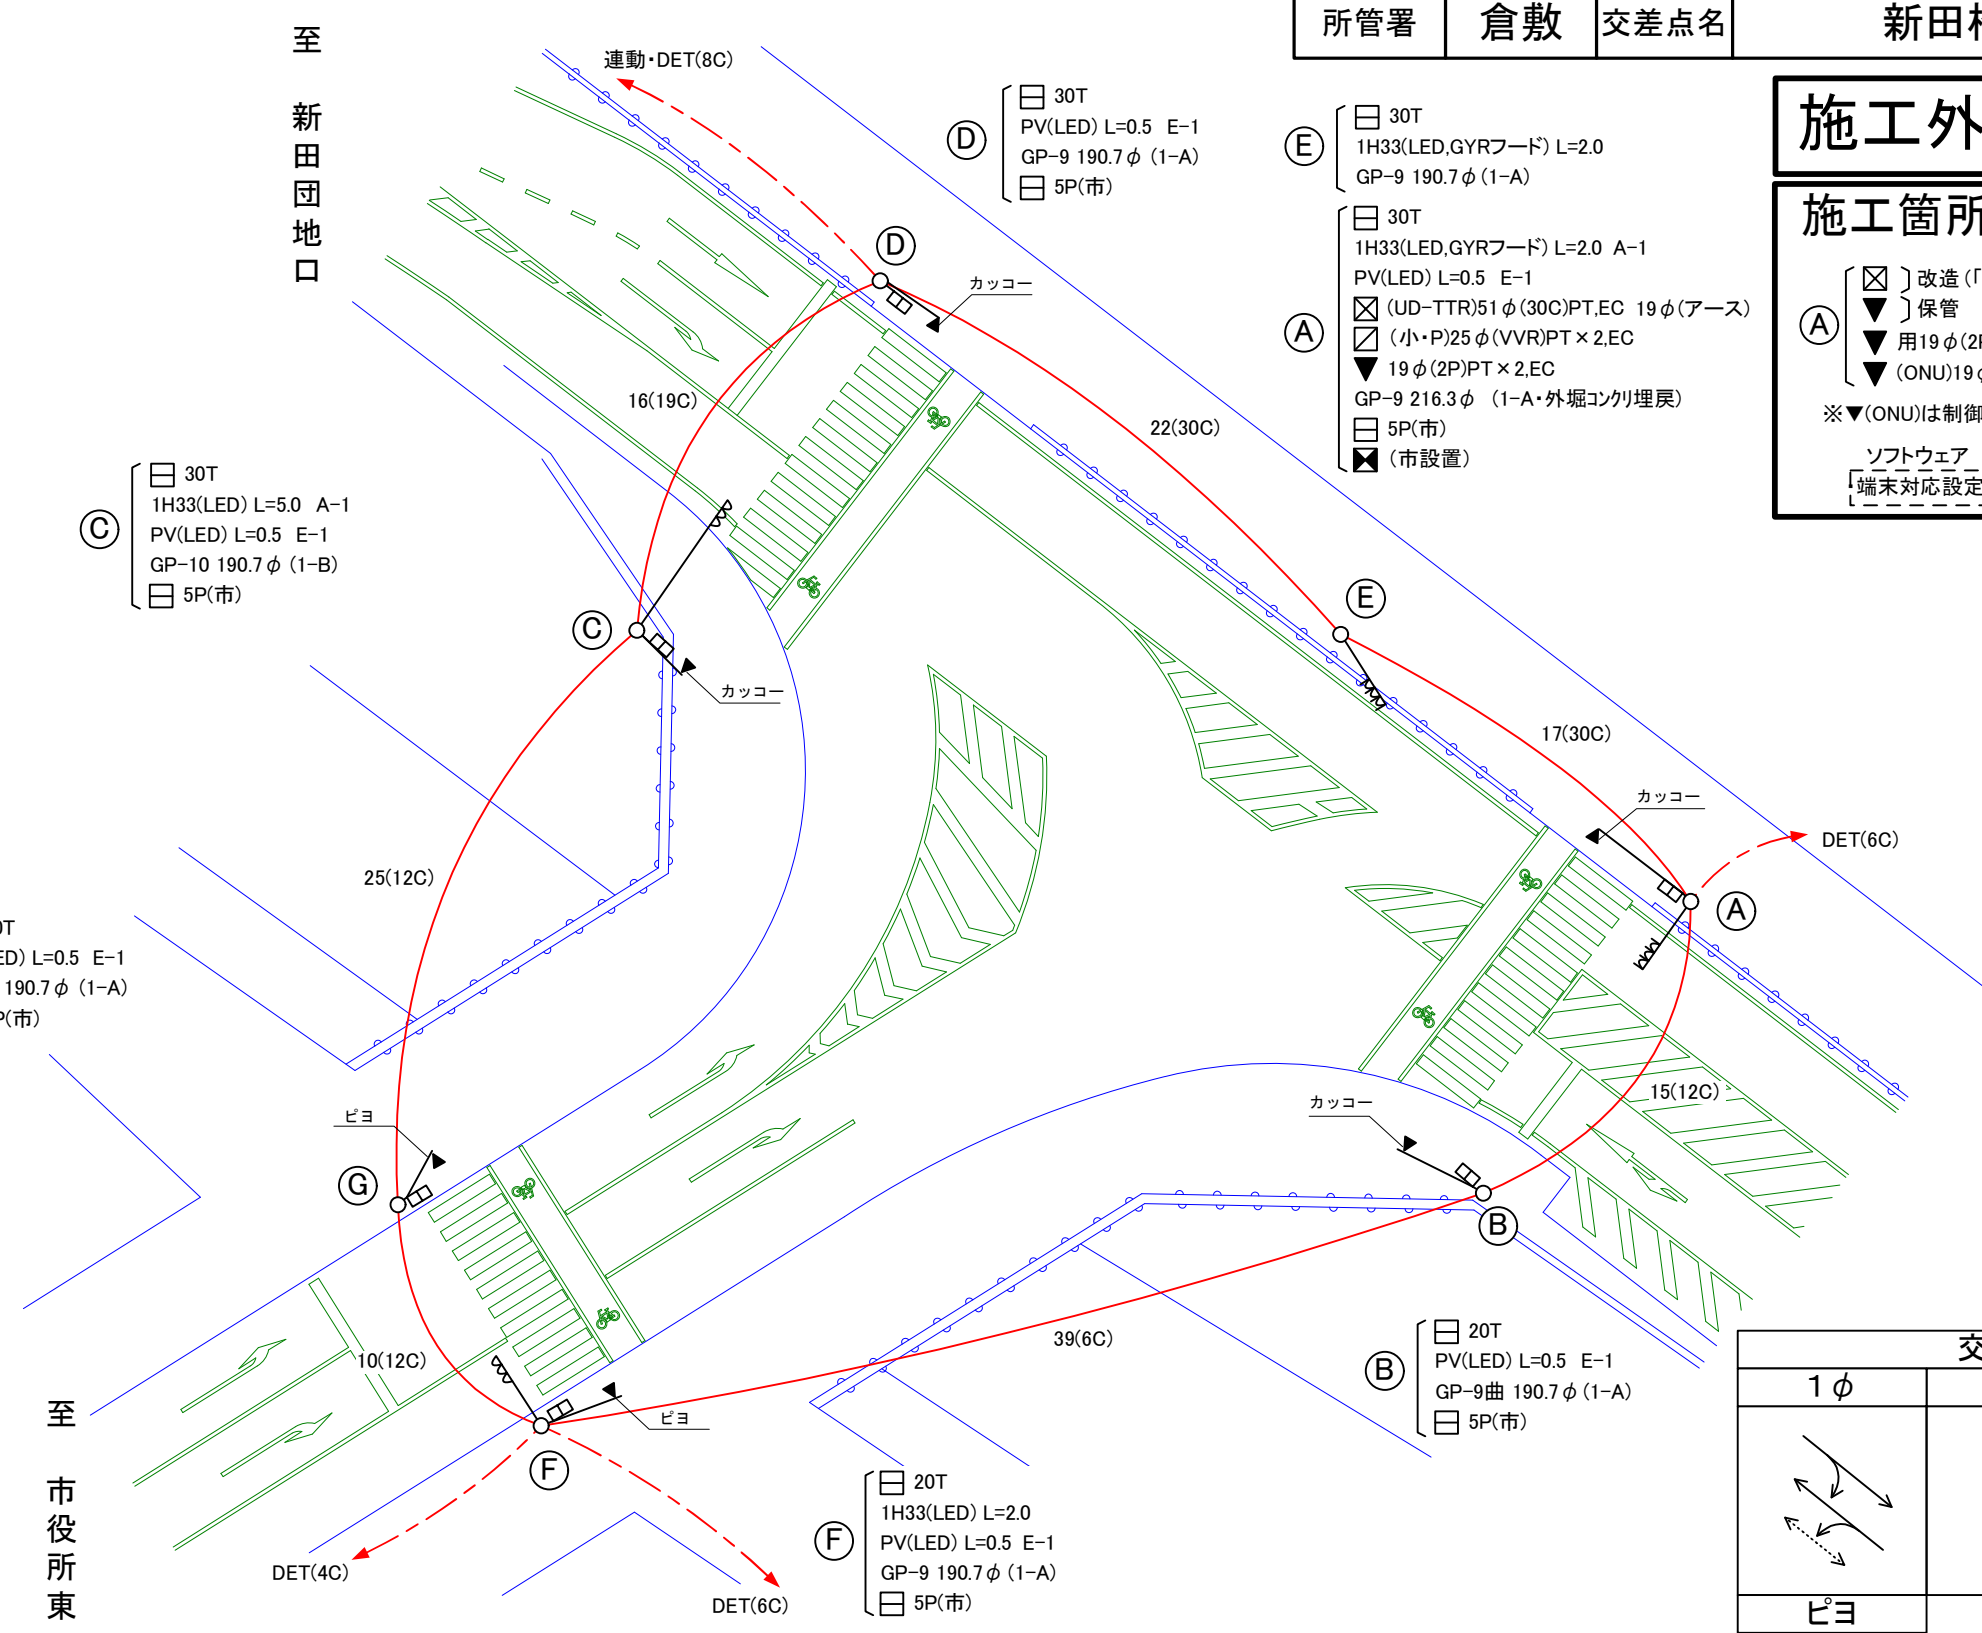 所管署 倉敷 交差点名 新田
施工外
施工箇所
Ⓐ
改造(「
保管
用19φ(2P
(ONU)19φ
※▼(ONU)は制御
ソフトウェア
端末対応設定
至 新田団地口
連動・DET(8C)
Ⓓ
30T
PV(LED) L=0.5 E-1
GP-9 190.7φ (1-A)
5P(市)
Ⓔ
30T
1H33(LED,GYRフード) L=2.0
GP-9 190.7φ (1-A)
Ⓐ
30T
1H33(LED,GYRフード) L=2.0 A-1
PV(LED) L=0.5 E-1
(UD-TTR)51φ(30C)PT,EC 19φ(アース)
(小・P)25φ(VVR)PT×2,EC
▼ 19φ(2P)PT×2,EC
GP-9 216.3φ (1-A・外堀コンクリ埋戻)
5P(市)
(市設置)
Ⓓ
カッコー
16(19C)
22(30C)
Ⓒ
30T
1H33(LED) L=5.0 A-1
PV(LED) L=0.5 E-1
GP-10 190.7φ (1-B)
5P(市)
Ⓒ
カッコー
Ⓔ
17(30C)
カッコー
DET(6C)
Ⓐ
25(12C)
0T
ED) L=0.5 E-1
190.7φ (1-A)
P(市)
15(12C)
カッコー
ピヨ
Ⓖ
Ⓑ
39(6C)
10(12C)
ピヨ
Ⓕ
Ⓑ
20T
PV(LED) L=0.5 E-1
GP-9曲 190.7φ (1-A)
5P(市)
至 市役所東
DET(4C)
DET(6C)
Ⓕ
20T
1H33(LED) L=2.0
PV(LED) L=0.5 E-1
GP-9 190.7φ (1-A)
5P(市)
交
1φ
ピヨ